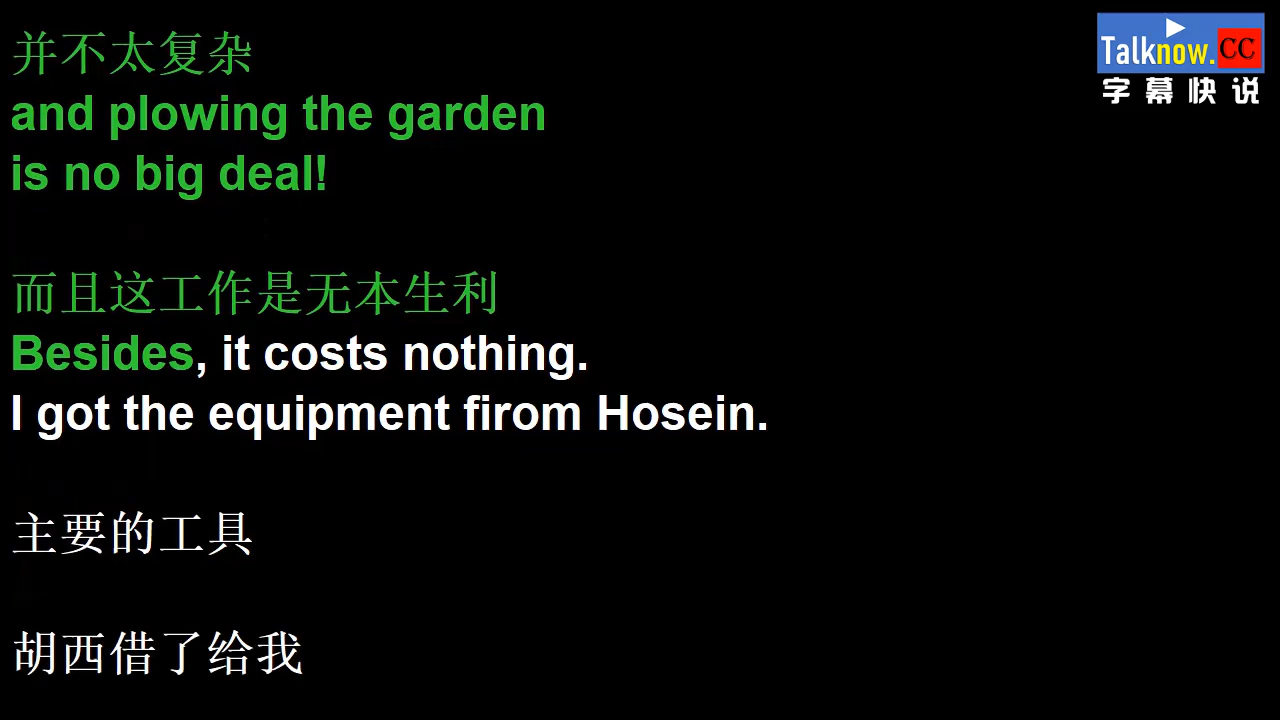 并不太复杂
and plowing the garden
is no big deal!
而且这工作是无本生利
Besides, it costs nothing.
I got the equipment firom Hosein.
主要的工具
胡西借了给我
Talknow.CC
字幕快说